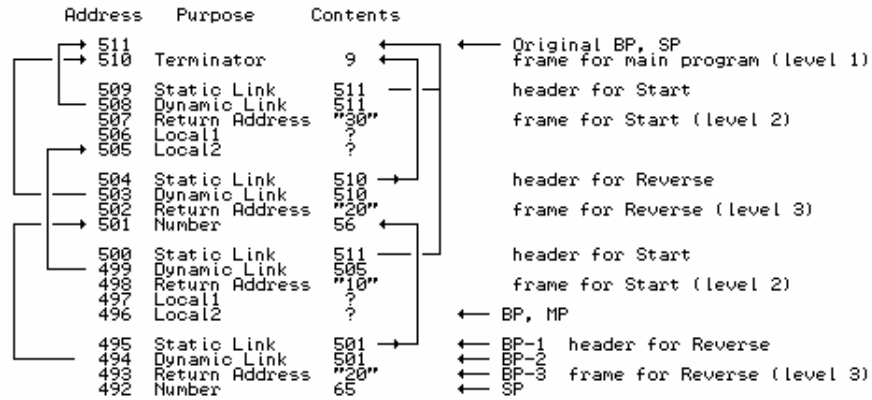 Address Purpose Contents
511 Original BP, SP
510 Terminator 9 frame for main program (level 1)
509 Static Link 511 header for Start
508 Dynamic Link 511
507 Return Address "30" frame for Start (level 2)
506 Local1 ?
505 Local2 ?
504 Static Link 510 header for Reverse
503 Dynamic Link 510
502 Return Address "20" frame for Reverse (level 3)
501 Number 56
500 Static Link 511 header for Start
499 Dynamic Link 505
498 Return Address "10" frame for Start (level 2)
497 Local1 ?
496 Local2 ? BP, MP
495 Static Link 501 BP-1 header for Reverse
494 Dynamic Link 501 BP-2
493 Return Address "20" BP-3 frame for Reverse (level 3)
492 Number 65 SP